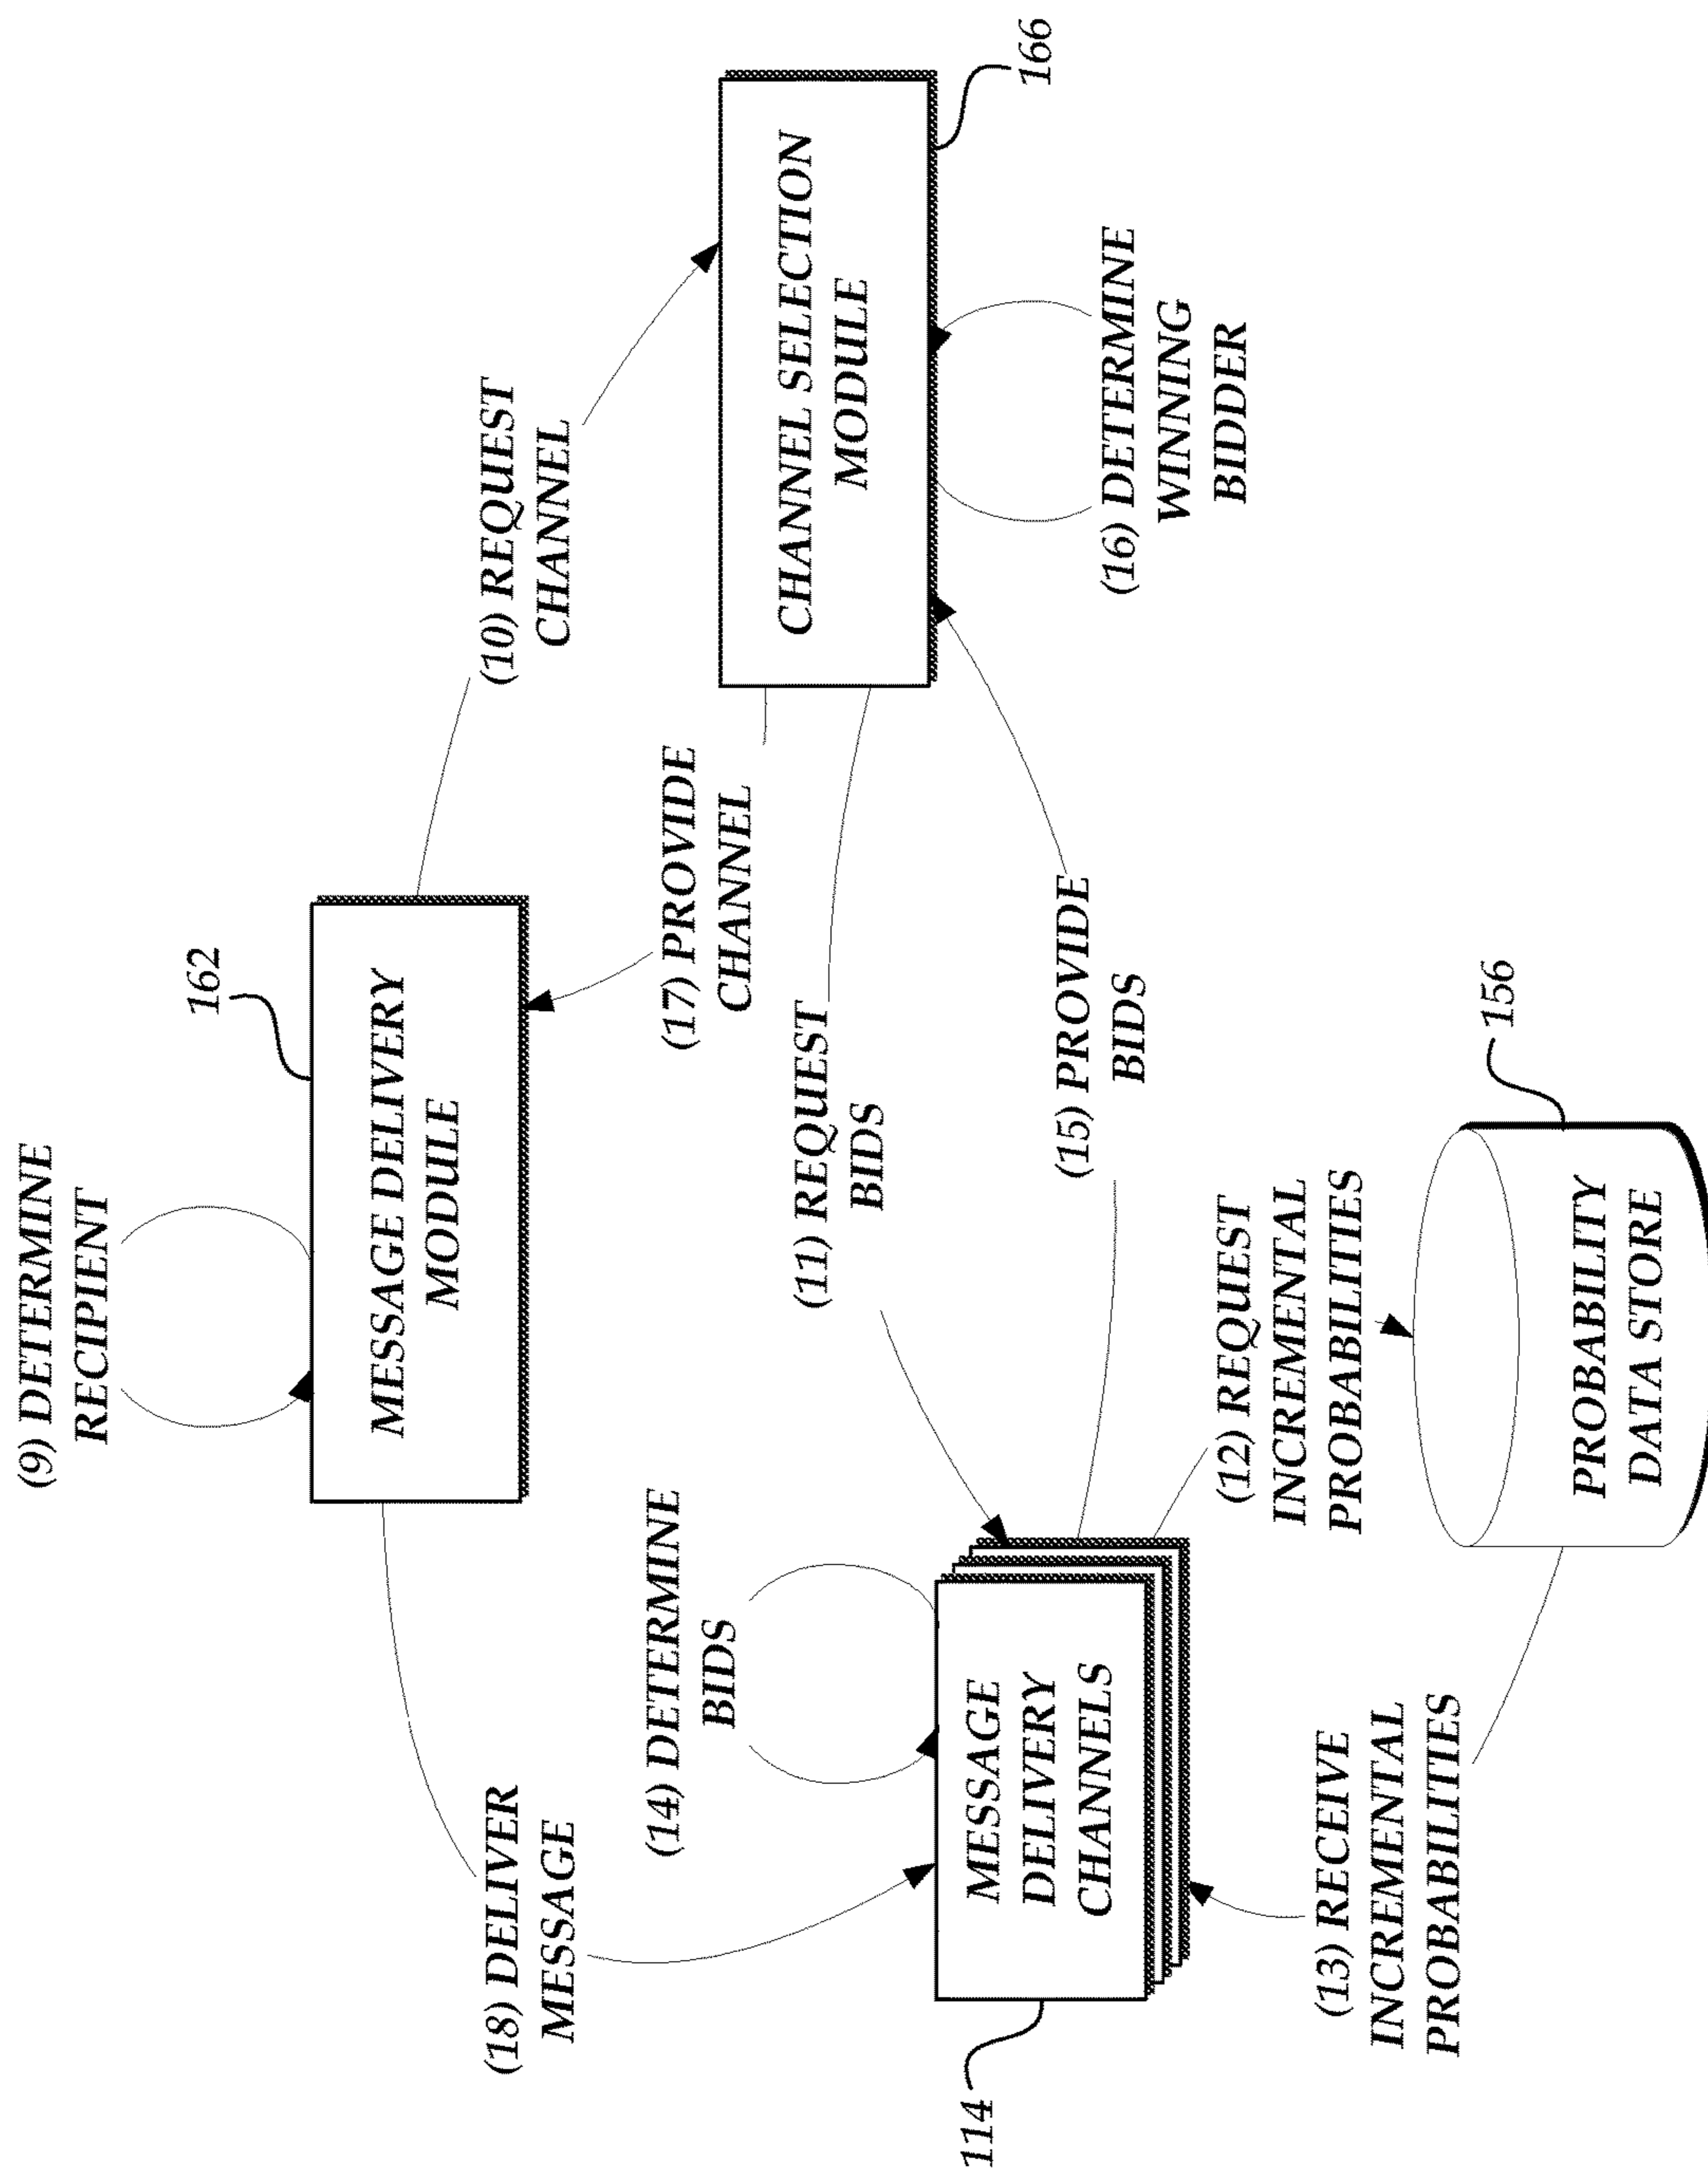 (9) DETERMINE
RECIPIENT
162
MESSAGE DELIVERY
MODULE
(10) REQUEST
CHANNEL
(18) DELIVER
MESSAGE
(17) PROVIDE
CHANNEL
CHANNEL SELECTION
MODULE
166
(14) DETERMINE
BIDS
(11) REQUEST
BIDS
MESSAGE
DELIVERY
CHANNELS
114
(15) PROVIDE
BIDS
(16) DETERMINE
WINNING
BIDDER
(12) REQUEST
INCREMENTAL
PROBABILITIES
(13) RECEIVE
INCREMENTAL
PROBABILITIES
156
PROBABILITY
DATA STORE